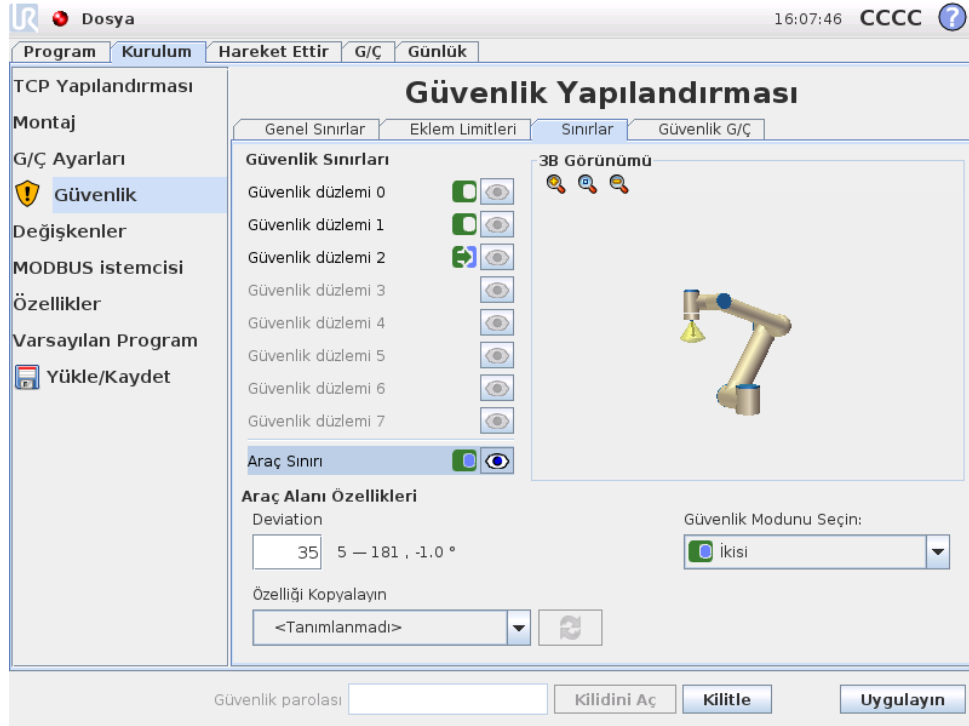 UR Dosya 16:07:46 CCCC ?
Program Kurulum Hareket Ettir G/Ç Günlük
TCP Yapılandırması
Montaj
G/Ç Ayarları
Güvenlik
Değişkenler
MODBUS istemcisi
Özellikler
Varsayılan Program
Yükle/Kaydet
Güvenlik Yapılandırması
Genel Sınırlar Eklem Limitleri Sınırlar Güvenlik G/Ç
Güvenlik Sınırları
Güvenlik düzlemi 0
Güvenlik düzlemi 1
Güvenlik düzlemi 2
Güvenlik düzlemi 3
Güvenlik düzlemi 4
Güvenlik düzlemi 5
Güvenlik düzlemi 6
Güvenlik düzlemi 7
Araç Sınırı
3B Görünümü
Araç Alanı Özellikleri
Deviation
35 5 — 181 , -1.0 °
Özelliği Kopyalayın
<Tanımlanmadı>
Güvenlik Modunu Seçin:
İkisi
Güvenlik parolası Kilidini Aç Kilitle Uygulayın